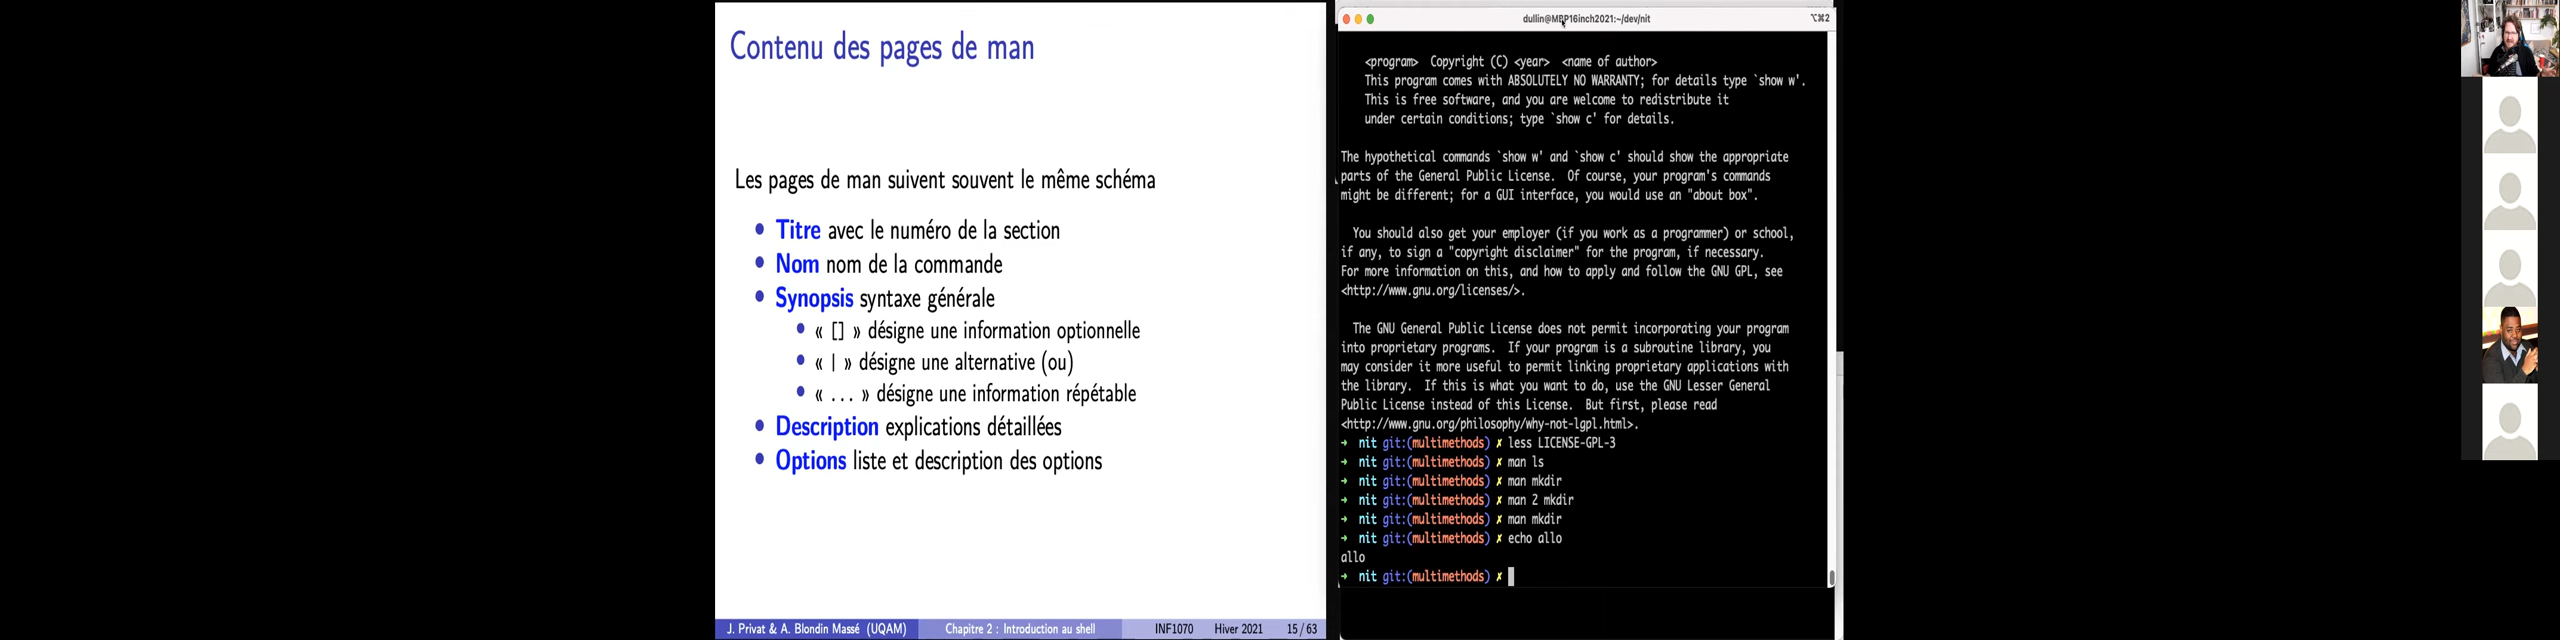 Contenu des pages de man
Les pages de man suivent souvent le même schéma
• Titre avec le numéro de la section
• Nom nom de la commande
• Synopsis syntaxe générale
• « [] » désigne une information optionnelle
• « | » désigne une alternative (ou)
• « ... » désigne une information répétable
• Description explications détaillées
• Options liste et description des options
J. Privat & A. Blondin Massé (UQAM) Chapitre 2 : Introduction au shell INF1070 Hiver 2021 15 / 63
dullin@MBP16inch2021:~/dev/nit ⌥⌘2
<program> Copyright (C) <year> <name of author>
This program comes with ABSOLUTELY NO WARRANTY; for details type `show w'.
This is free software, and you are welcome to redistribute it
under certain conditions; type `show c' for details.
The hypothetical commands `show w' and `show c' should show the appropriate
parts of the General Public License. Of course, your program's commands
might be different; for a GUI interface, you would use an "about box".
You should also get your employer (if you work as a programmer) or school,
if any, to sign a "copyright disclaimer" for the program, if necessary.
For more information on this, and how to apply and follow the GNU GPL, see
<http://www.gnu.org/licenses/>.
The GNU General Public License does not permit incorporating your program
into proprietary programs. If your program is a subroutine library, you
may consider it more useful to permit linking proprietary applications with
the library. If this is what you want to do, use the GNU Lesser General
Public License instead of this License. But first, please read
<http://www.gnu.org/philosophy/why-not-lgpl.html>.
→ nit git:(multimethods) ✗ less LICENSE-GPL-3
→ nit git:(multimethods) ✗ man ls
→ nit git:(multimethods) ✗ man mkdir
→ nit git:(multimethods) ✗ man 2 mkdir
→ nit git:(multimethods) ✗ man mkdir
→ nit git:(multimethods) ✗ echo allo
allo
→ nit git:(multimethods) ✗